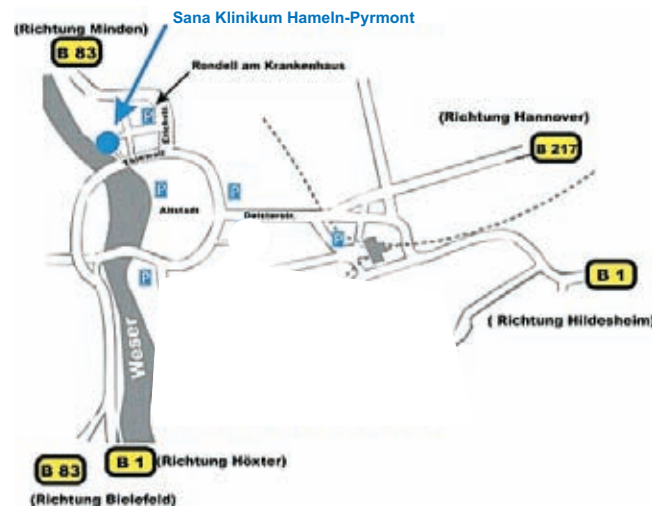 Sana Klinikum Hameln-Pyrmont
(Richtung Minden)
B 83
Rondell am Krankenhaus
P
(Richtung Hannover)
B 217
P
P
Altstadt
Deisterstr.
P
P
B 1
( Richtung Hildesheim)
Weser
B 83
B 1
(Richtung Höxter)
(Richtung Bielefeld)